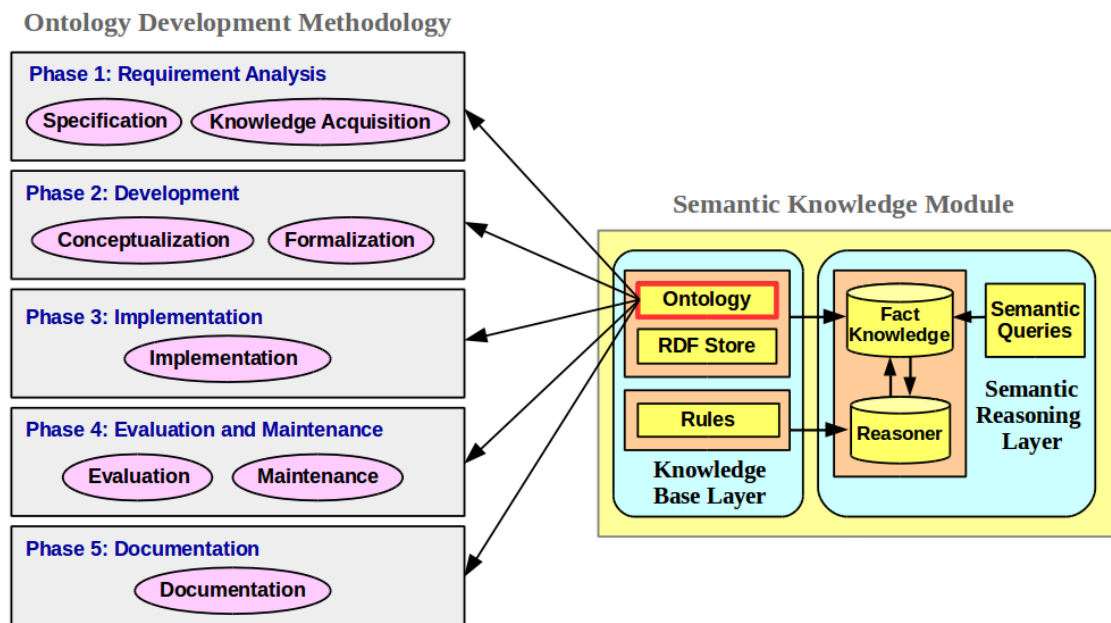 Ontology Development Methodology
Phase 1: Requirement Analysis
Specification
Knowledge Acquisition
Phase 2: Development
Conceptualization
Formalization
Phase 3: Implementation
Implementation
Phase 4: Evaluation and Maintenance
Evaluation
Maintenance
Phase 5: Documentation
Documentation
Semantic Knowledge Module
Ontology
RDF Store
Rules
Knowledge
Base Layer
Fact
Knowledge
Reasoner
Semantic
Queries
Semantic
Reasoning
Layer